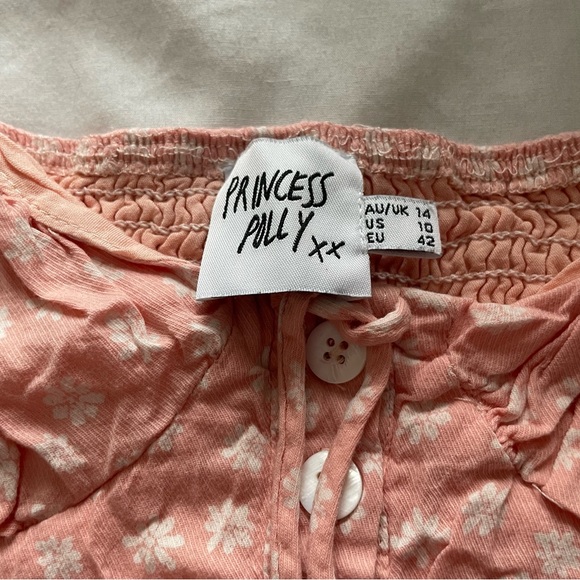 PRINCESS
POLLY
xx
AU/UK 14
US 10
EU 42